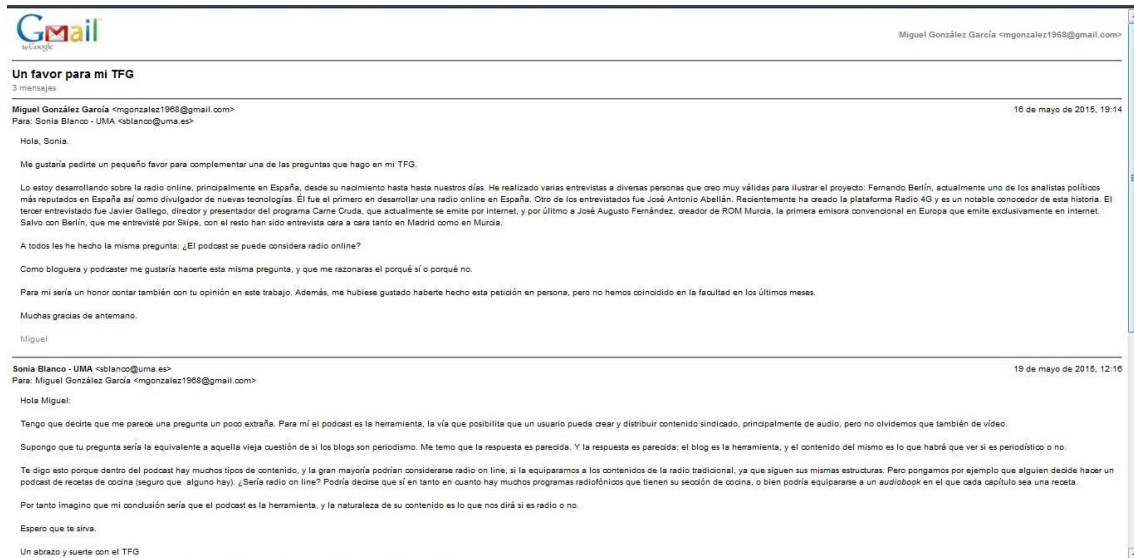 Gmail
by Google
Miguel González García <mgonzalez1968@gmail.com>
Un favor para mi TFG
3 mensajes
Miguel González García <mgonzalez1968@gmail.com>
16 de mayo de 2015, 19:14
Para: Sonia Blanco - UMA <sblanco@uma.es>
Hola, Sonia.
Me gustaría pedirte un pequeño favor para complementar una de las preguntas que hago en mi TFG.
Lo estoy desarrollando sobre la radio online, principalmente en España, desde su nacimiento hasta hasta nuestros días. He realizado varias entrevistas a diversas personas que creo muy válidas para ilustrar el proyecto: Fernando Berlín, actualmente uno de los analistas políticos
más reputados en España así como divulgador de nuevas tecnologías. Él fue el primero en desarrollar una radio online en España. Otro de los entrevistados fue José Antonio Abellán. Recientemente ha creado la plataforma Radio 4G y es un notable conocedor de esta historia. El
tercer entrevistado fue Javier Gallego, director y presentador del programa Carne Cruda, que actualmente se emite por internet, y por úlitmo a José Augusto Fernández, creador de ROM Murcia, la primera emisora convencional en Europa que emite exclusivamente en internet.
Salvo con Berlín, que me entrevisté por Skipe, con el resto han sido entrevista cara a cara tanto en Madrid como en Murcia.
A todos les he hecho la misma pregunta: ¿El podcast se puede considera radio online?
Como bloguera y podcaster me gustaría hacerte esta misma pregunta, y que me razonaras el porqué sí o porqué no.
Para mi sería un honor contar también con tu opinión en este trabajo. Además, me hubiese gustado haberte hecho esta petición en persona, pero no hemos coincidido en la facultad en los últimos meses.
Muchas gracias de antemano.
Miguel
Sonia Blanco - UMA <sblanco@uma.es>
19 de mayo de 2015, 12:16
Para: Miguel González García <mgonzalez1968@gmail.com>
Hola Miguel:
Tengo que decirte que me parece una pregunta un poco extraña. Para mí el podcast es la herramienta, la vía que posibilita que un usuario pueda crear y distribuir contenido sindicado, principalmente de audio, pero no olvidemos que también de vídeo.
Supongo que tu pregunta sería la equivalente a aquella vieja cuestión de si los blogs son periodismo. Me temo que la respuesta es parecida. Y la respuesta es parecida: el blog es la herramienta, y el contenido del mismo es lo que habrá que ver si es periodístico o no.
Te digo esto porque dentro del podcast hay muchos tipos de contenido, y la gran mayoría podrían considerarse radio on line, si la equiparamos a los contenidos de la radio tradicional, ya que siguen sus mismas estructuras. Pero pongamos por ejemplo que alguien decide hacer un
podcast de recetas de cocina (seguro que alguno hay). ¿Sería radio on line? Podría decirse que sí en tanto en cuanto hay muchos programas radiofónicos que tienen su sección de cocina, o bien podría equipararse a un audiobook en el que cada capítulo sea una receta.
Por tanto imagino que mi conclusión sería que el podcast es la herramienta, y la naturaleza de su contenido es lo que nos dirá si es radio o no.
Espero que te sirva.
Un abrazo y suerte con el TFG